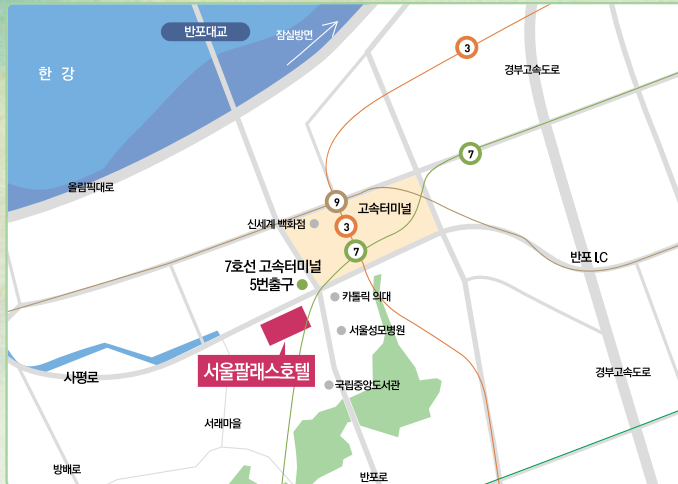 반포대교
잠실방면
3
한 강
경부고속도로
7
올림픽대로
9
고속터미널
신세계 백화점
3
7
반포 I.C
7호선 고속터미널
5번출구
카톨릭 의대
서울성모병원
서울팔래스호텔
사평로
경부고속도로
국립중앙도서관
서래마을
방배로
반포로